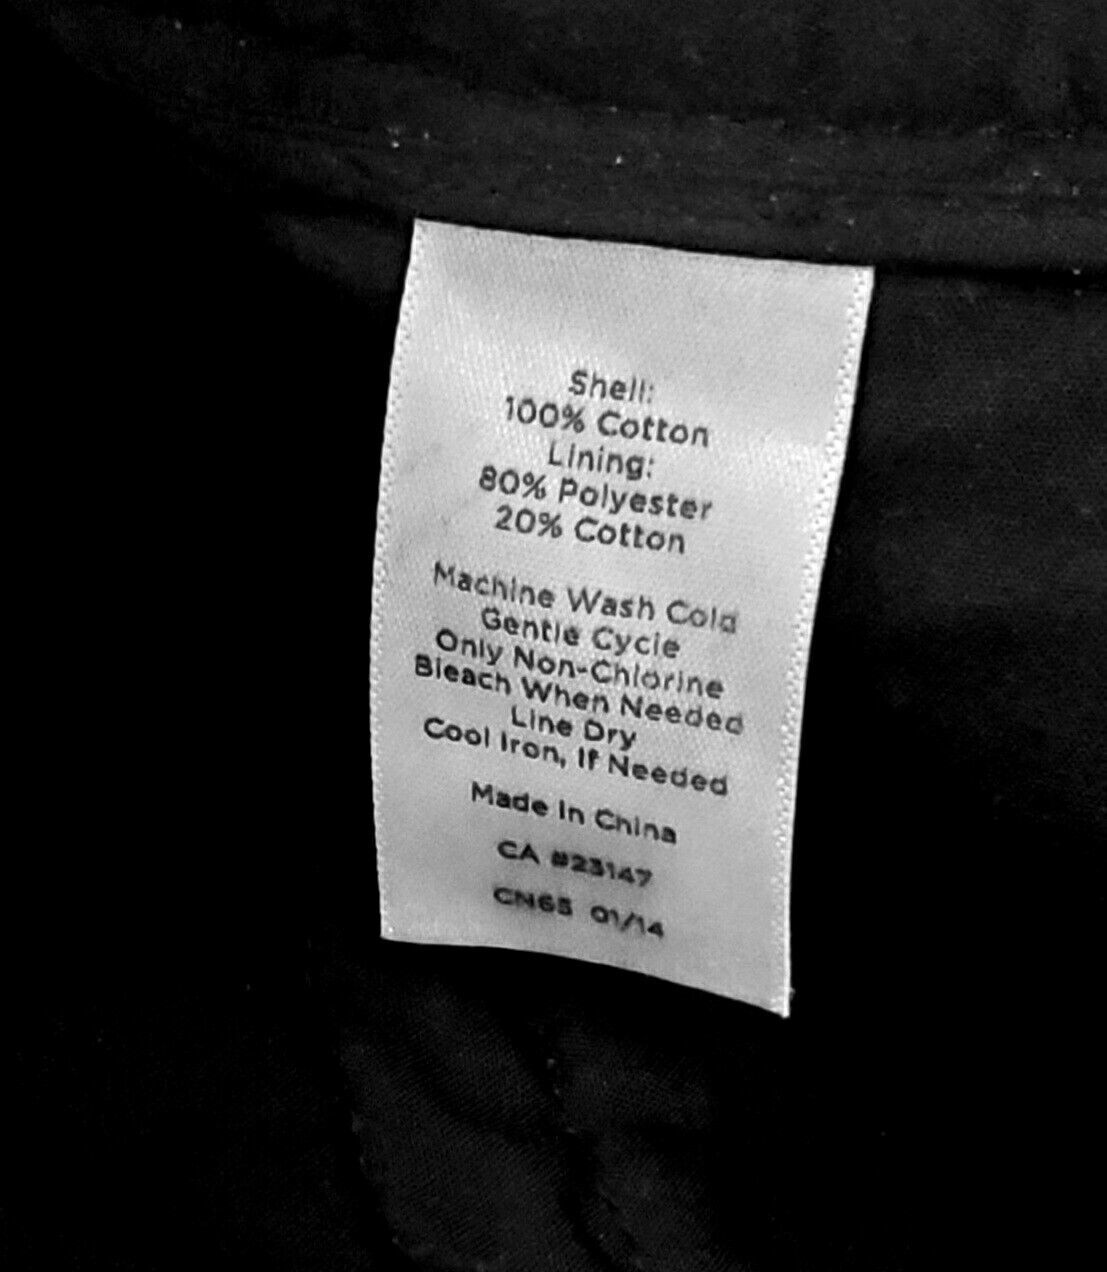 Shell:
100% Cotton
Lining:
80% Polyester
20% Cotton
Machine Wash Cold
Gentle Cycle
Only Non-Chlorine
Bleach When Needed
Line Dry
Cool Iron, If Needed
Made In China
CA #23147
CN65 01/14